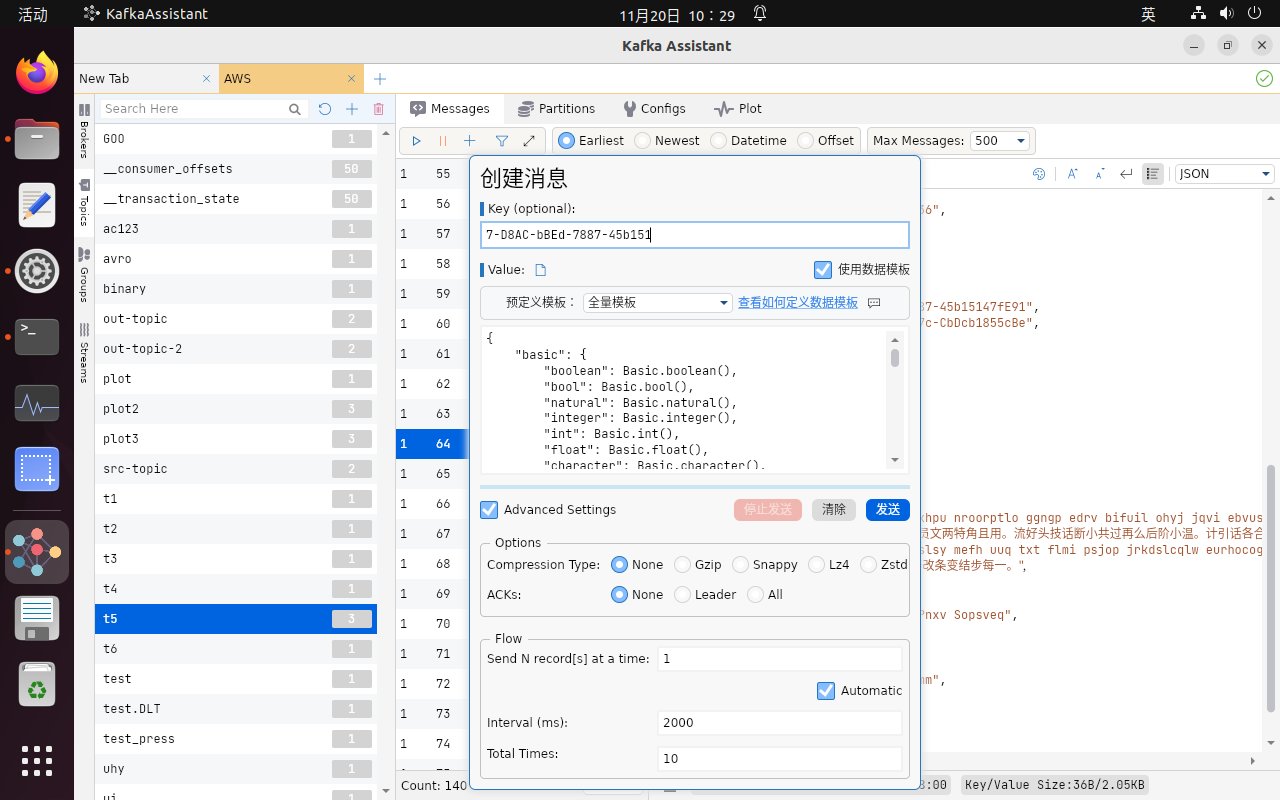 活动
KafkaAssistant
11月20日 10：29
英
Kafka Assistant
New Tab
AWS
Search Here
Messages
Partitions
Configs
Plot
Earliest
Newest
Datetime
Offset
Max Messages:
500
Brokers
Topics
Groups
Streams
GOO 1
__consumer_offsets 50
__transaction_state 50
ac123 1
avro 1
binary 1
out-topic 2
out-topic-2 2
plot 1
plot2 3
plot3 3
src-topic 2
t1 1
t2 1
t3 1
t4 1
t5 3
t6 1
test 1
test.DLT 1
test_press 1
uhy 1
1 55
1 56
1 57
1 58
1 59
1 60
1 61
1 62
1 63
1 64
1 65
1 66
1 67
1 68
1 69
1 70
1 71
1 72
1 73
1 74
Count: 140
创建消息
Key (optional):
7-D8AC-bBEd-7887-45b151
Value:
使用数据模板
预定义模板：
全量模板
查看如何定义数据模板
{
"basic": {
"boolean": Basic.boolean(),
"bool": Basic.bool(),
"natural": Basic.natural(),
"integer": Basic.integer(),
"int": Basic.int(),
"float": Basic.float(),
"character": Basic.character(),
Advanced Settings
停止发送
清除
发送
Options
Compression Type:
None
Gzip
Snappy
Lz4
Zstd
ACKs:
None
Leader
All
Flow
Send N record[s] at a time:
1
Automatic
Interval (ms):
2000
Total Times:
10
JSON
6",
37-45b15147fE91",
7c-CbDcb1855cBe",
xhpu nroorptlo ggngp edrv bifuil ohyj jqvi ebvus
员文两特角且用。流好头技话断小共过再么后阶小温。计引话各合
lsy mefh uuq txt flmi psjop jrkdslcqlw eurhocog
改条变结步每一。",
Pnxv Sopsveq",
mm",
8:00
Key/Value Size:36B/2.05KB